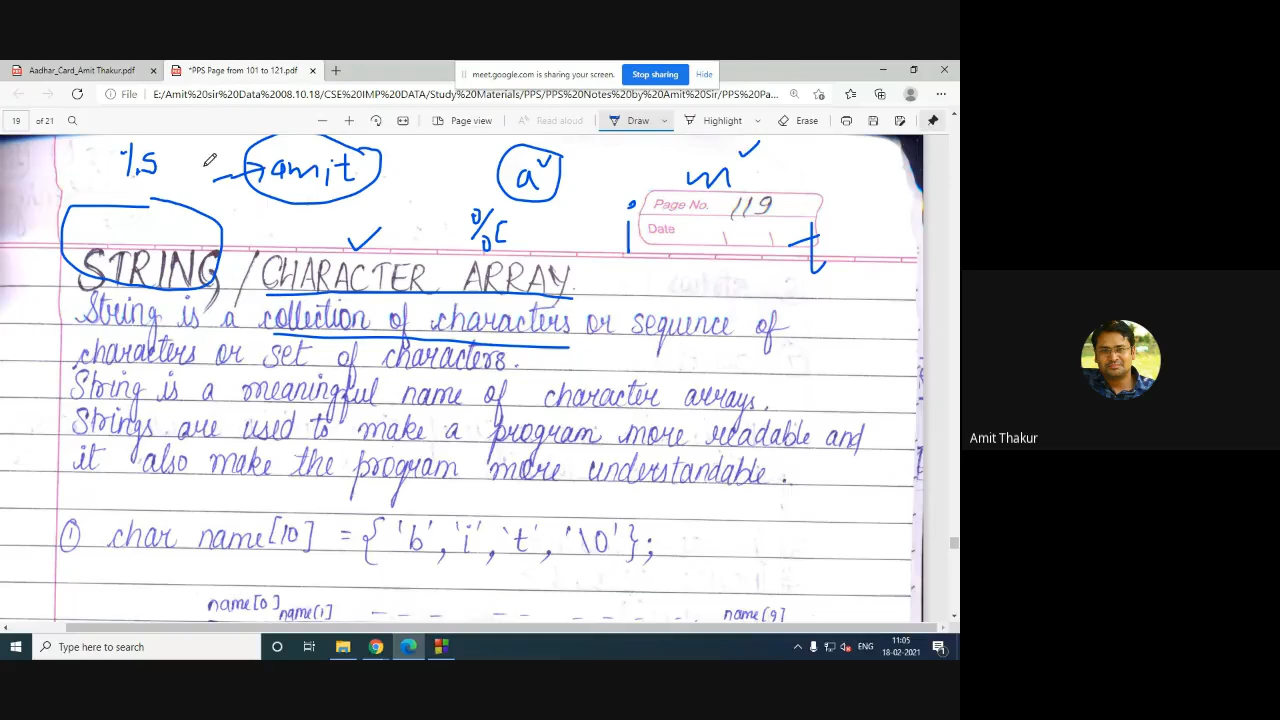 Aadhar_Card_Amit Thakur.pdf
*PPS Page from 101 to 121.pdf
meet.google.com is sharing your screen.
Stop sharing
Hide
File
E:/Amit%20sir%20Data%2008.10.18/CSE%20IMP%20DATA/Study%20Materials/PPS/PPS%20Notes%20by%20Amit%20Sir/PPS%20Pa...
19 of 21
Page view
Read aloud
Draw
Highlight
Erase
%s
amit
a
m
i
t
%c
Page No. 119
Date
STRING / CHARACTER ARRAY
String is a collection of characters or sequence of
characters or set of characters.
String is a meaningful name of character arrays.
Strings are used to make a program more readable and
it also make the program more understandable.
① char name[10] = {'b', 'i', 't', '\0'};
name[0] name[1] - - - - - - - - - name[9]
Amit Thakur
Type here to search
ENG
11:05
18-02-2021
1